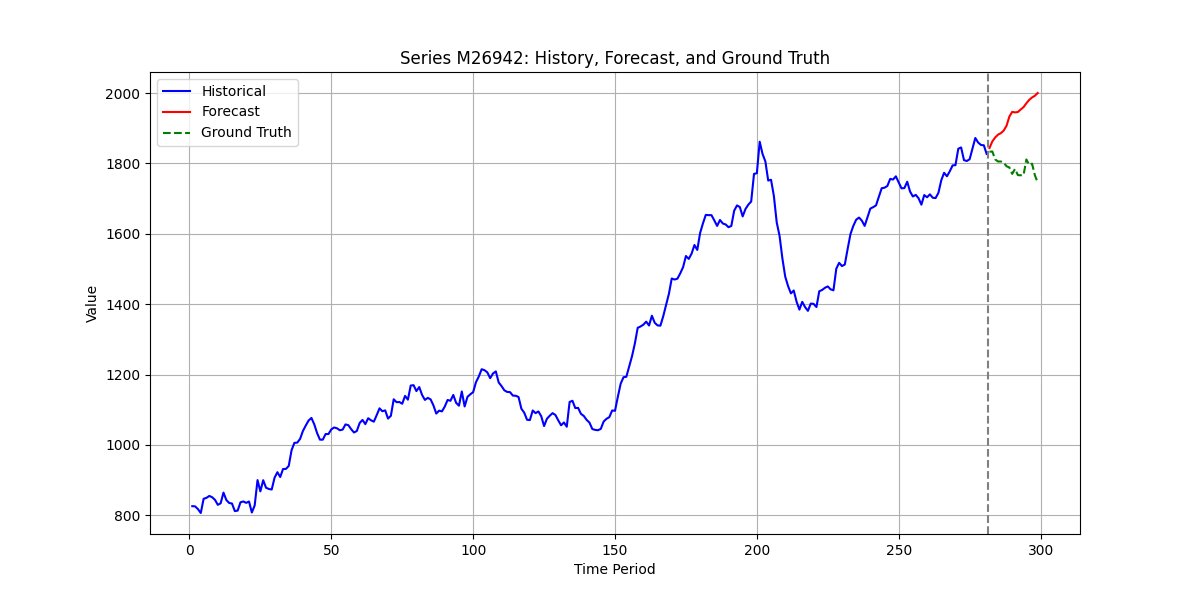 Series M26942: History, Forecast, and Ground Truth
Historical
Forecast
Ground Truth
2000
1800
1600
1400
1200
1000
800
Value
0 50 100 150 200 250 300
Time Period